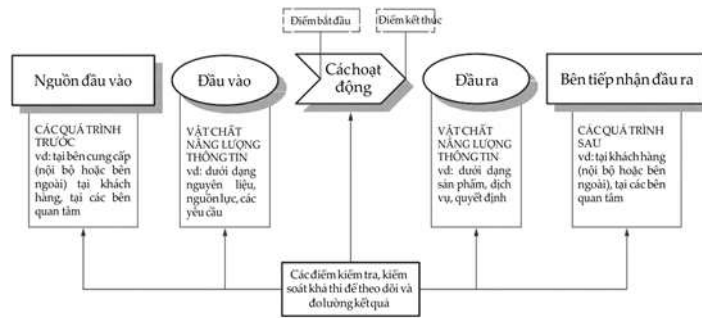 Điểm bắt đầu
Điểm kết thúc
Nguồn đầu vào
Đầu vào
Các hoạt
động
Đầu ra
Bên tiếp nhận đầu ra
CÁC QUÁ TRÌNH
TRƯỚC
vd: tại bên cung cấp
(nội bộ hoặc bên
ngoài) tại khách
hàng, tại các bên
quan tâm
VẬT CHẤT
NĂNG LƯỢNG
THÔNG TIN
vd: dưới dạng
nguyên liệu,
nguồn lực, các
yêu cầu
VẬT CHẤT
NĂNG LƯỢNG
THÔNG TIN
vd: dưới dạng
sản phẩm, dịch
vụ, quyết định
CÁC QUÁ TRÌNH
SAU
vd: tại khách hàng
(nội bộ hoặc bên
ngoài), tại các bên
quan tâm
Các điểm kiểm tra, kiểm
soát khả thi để theo dõi và
đo lường kết quả